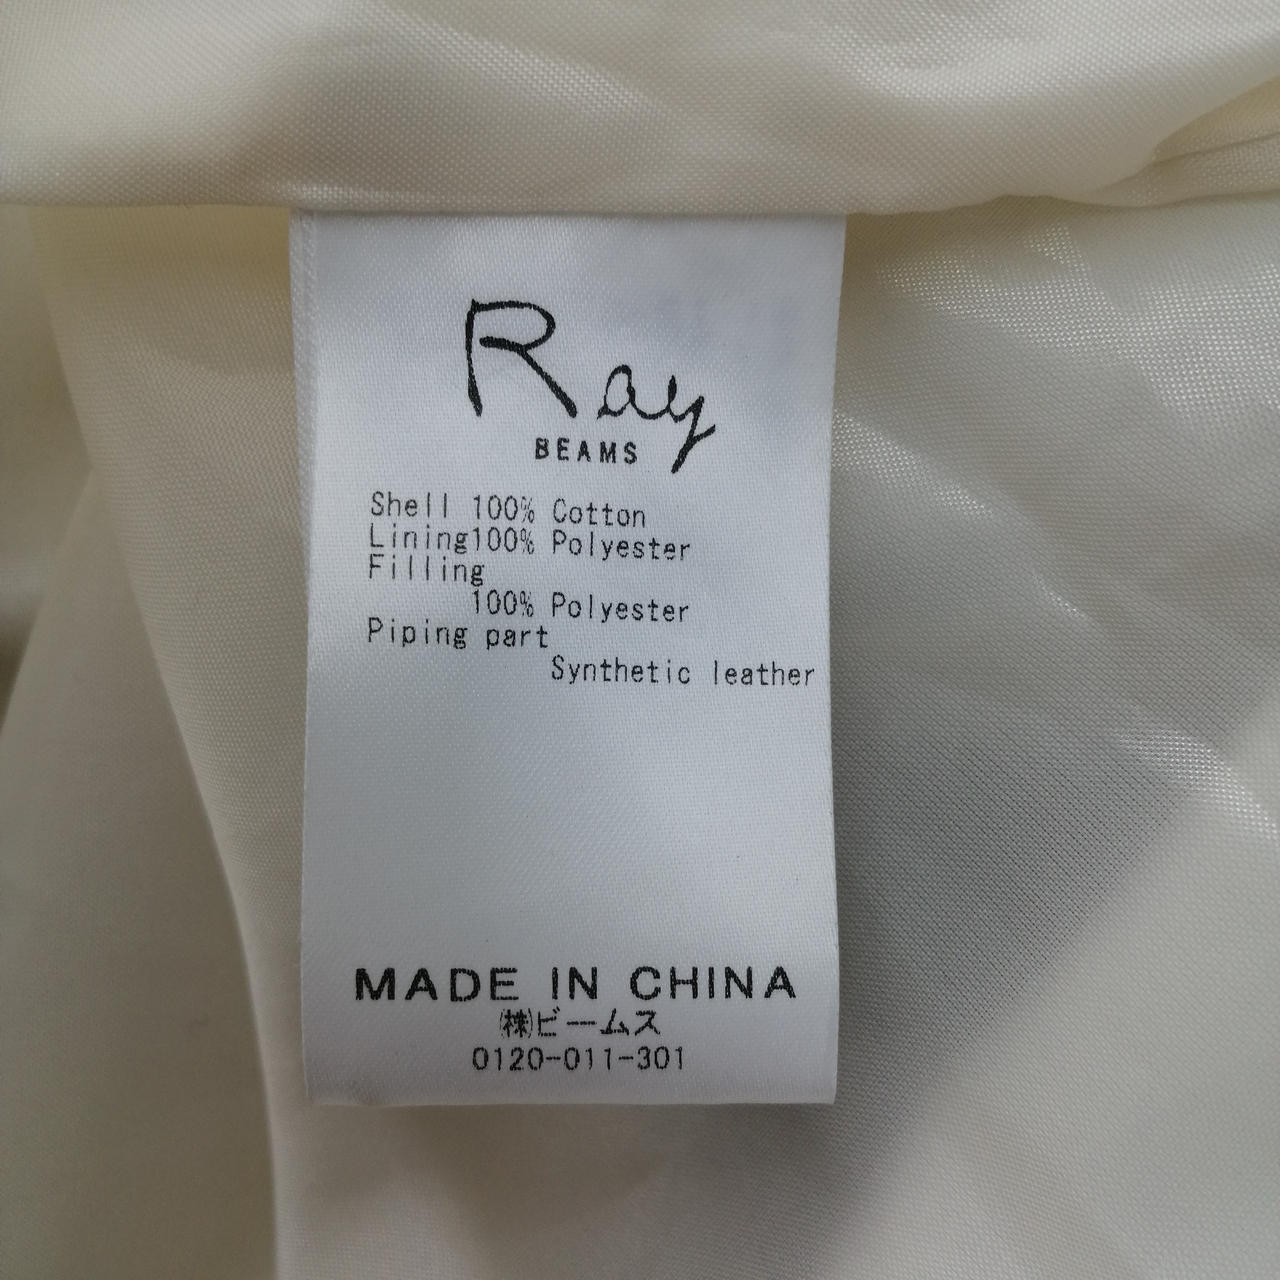 Ray
BEAMS
Shell 100% Cotton
Lining100% Polyester
Filling
100% Polyester
Piping part
Synthetic leather
MADE IN CHINA
㈱ビームス
0120-011-301